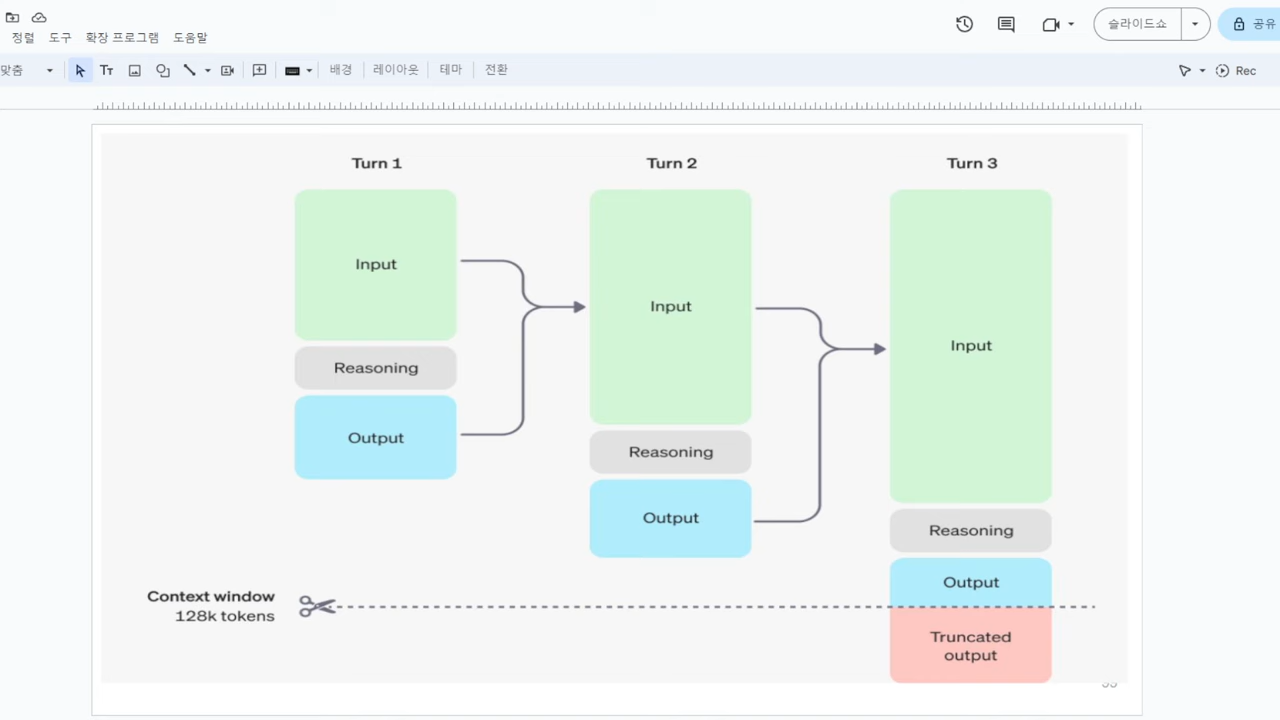 정렬 도구 확장 프로그램 도움말
슬라이드쇼
공유
맞춤
배경
레이아웃
테마
전환
Rec
Turn 1
Turn 2
Turn 3
Input
Reasoning
Output
Input
Reasoning
Output
Input
Reasoning
Output
Truncated
output
Context window
128k tokens